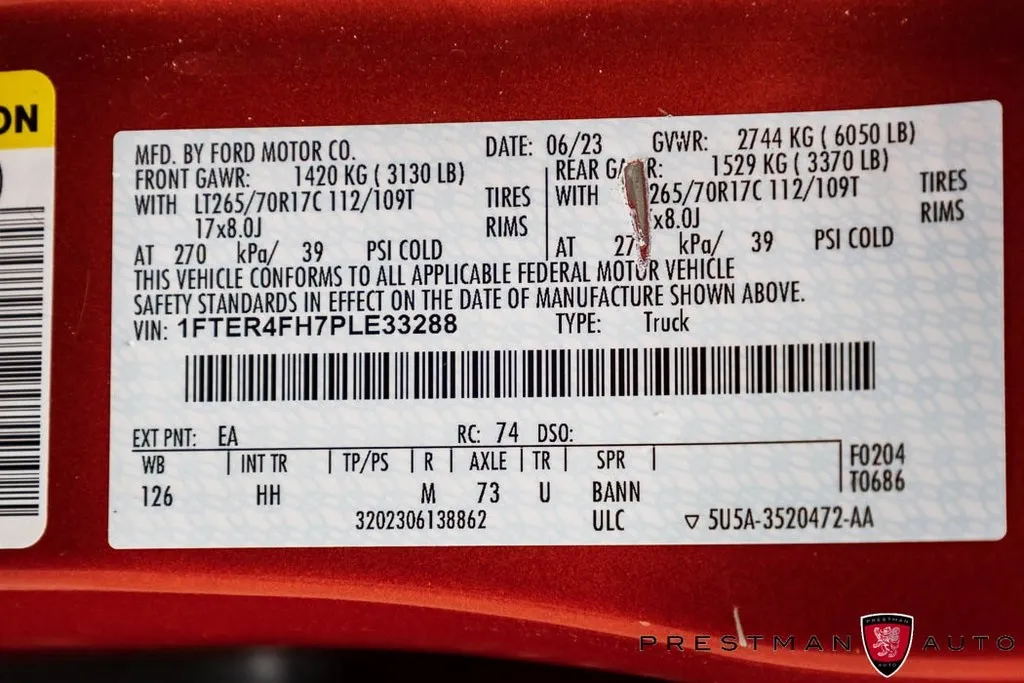 ON
MFD. BY FORD MOTOR CO. DATE: 06/23 GVWR: 2744 KG ( 6050 LB)
FRONT GAWR: 1420 KG ( 3130 LB) REAR 1529 KG ( 3370 LB)
WITH LT265/70R17C 112/109T TIRES WITH 265/70R17C 112/109T TIRES
17x8.0J RIMS x8.0J RIMS
AT 270 kPa/ 39 PSI COLD AT 27 kPa/ 39 PSI COLD
THIS VEHICLE CONFORMS TO ALL APPLICABLE FEDERAL MOTOR VEHICLE
SAFETY STANDARDS IN EFFECT ON THE DATE OF MANUFACTURE SHOWN ABOVE.
VIN: 1FTER4FH7PLE33288 TYPE: Truck
EXT PNT: EA RC: 74 DSO:
WB INT TR TP/PS R AXLE TR SPR F0204
126 HH M 73 U BANN T0686
3202306138862 ULC ▽ 5U5A-3520472-AA
PRESTMAN PRESTMAN AUTO AUTO